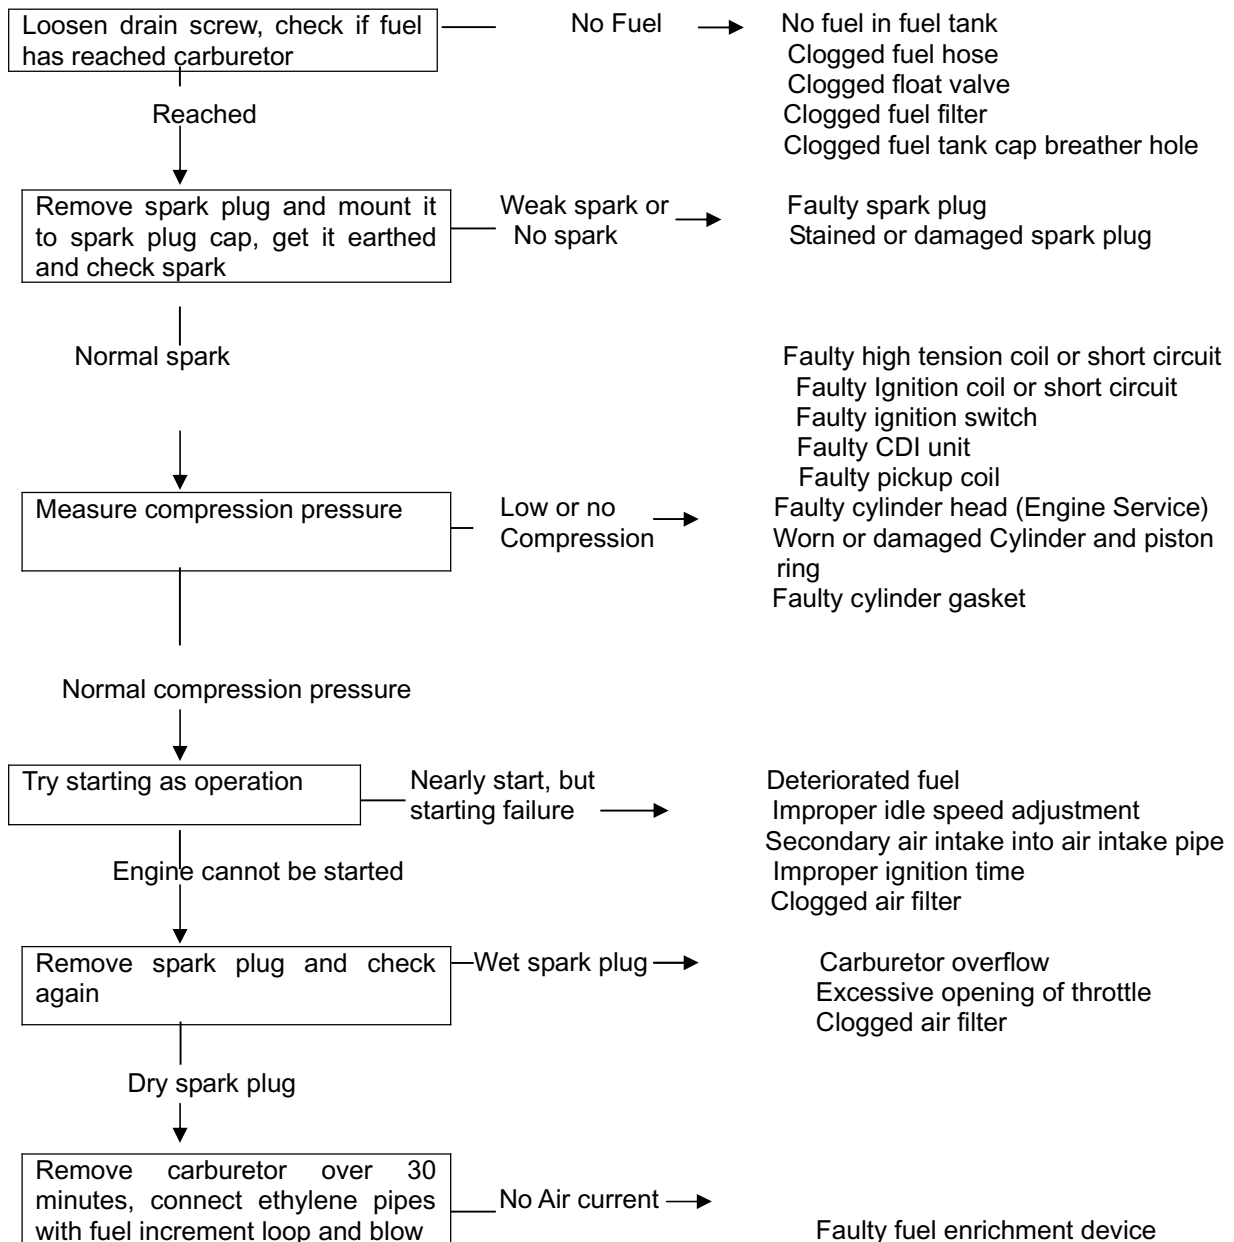 Loosen drain screw, check if fuel
has reached carburetor
No Fuel
No fuel in fuel tank
Clogged fuel hose
Clogged float valve
Clogged fuel filter
Clogged fuel tank cap breather hole
Reached
Remove spark plug and mount it
to spark plug cap, get it earthed
and check spark
Weak spark or
No spark
Faulty spark plug
Stained or damaged spark plug
Normal spark
Faulty high tension coil or short circuit
Faulty Ignition coil or short circuit
Faulty ignition switch
Faulty CDI unit
Faulty pickup coil
Measure compression pressure
Low or no
Compression
Faulty cylinder head (Engine Service)
Worn or damaged Cylinder and piston
ring
Faulty cylinder gasket
Normal compression pressure
Try starting as operation
Nearly start, but
starting failure
Deteriorated fuel
Improper idle speed adjustment
Secondary air intake into air intake pipe
Improper ignition time
Clogged air filter
Engine cannot be started
Remove spark plug and check
again
Wet spark plug
Carburetor overflow
Excessive opening of throttle
Clogged air filter
Dry spark plug
Remove carburetor over 30
minutes, connect ethylene pipes
with fuel increment loop and blow
No Air current
Faulty fuel enrichment device